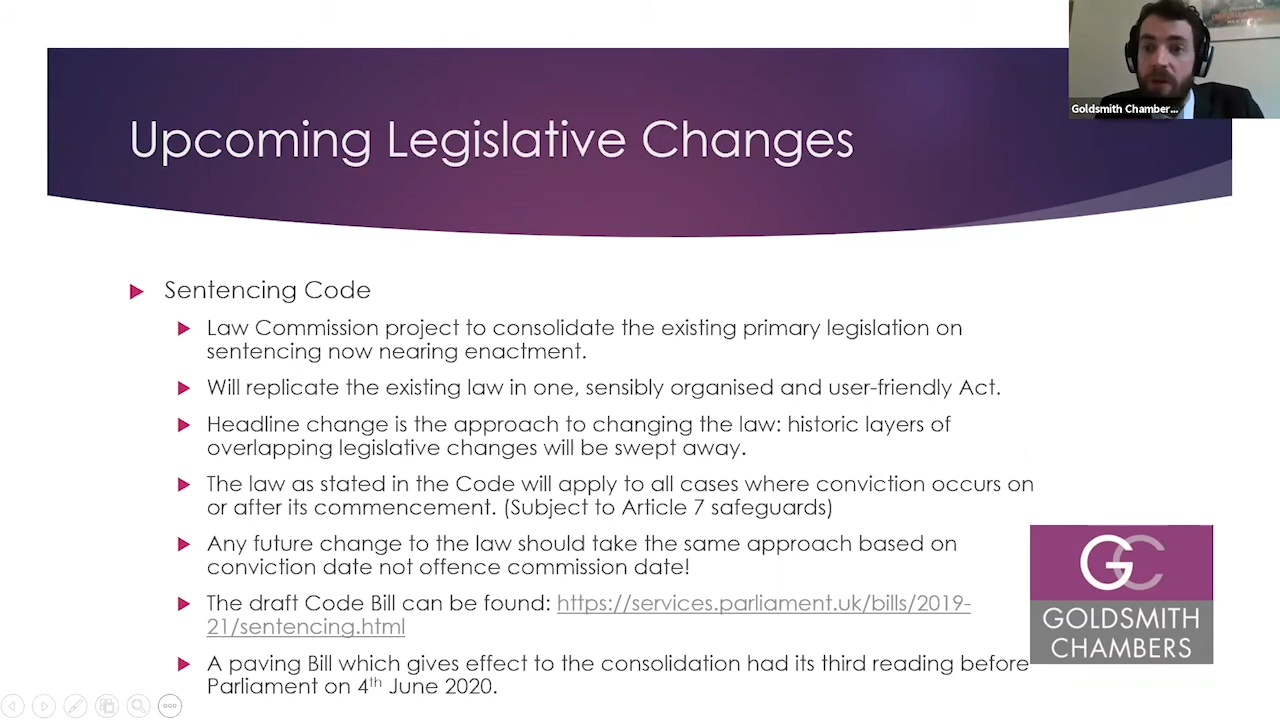 Goldsmith Chamber...
Upcoming Legislative Changes
Sentencing Code
Law Commission project to consolidate the existing primary legislation on
sentencing now nearing enactment.
Will replicate the existing law in one, sensibly organised and user-friendly Act.
Headline change is the approach to changing the law: historic layers of
overlapping legislative changes will be swept away.
The law as stated in the Code will apply to all cases where conviction occurs on
or after its commencement. (Subject to Article 7 safeguards)
Any future change to the law should take the same approach based on
conviction date not offence commission date!
The draft Code Bill can be found: https://services.parliament.uk/bills/2019-
21/sentencing.html
A paving Bill which gives effect to the consolidation had its third reading before
Parliament on 4th June 2020.
GC
GOLDSMITH
CHAMBERS